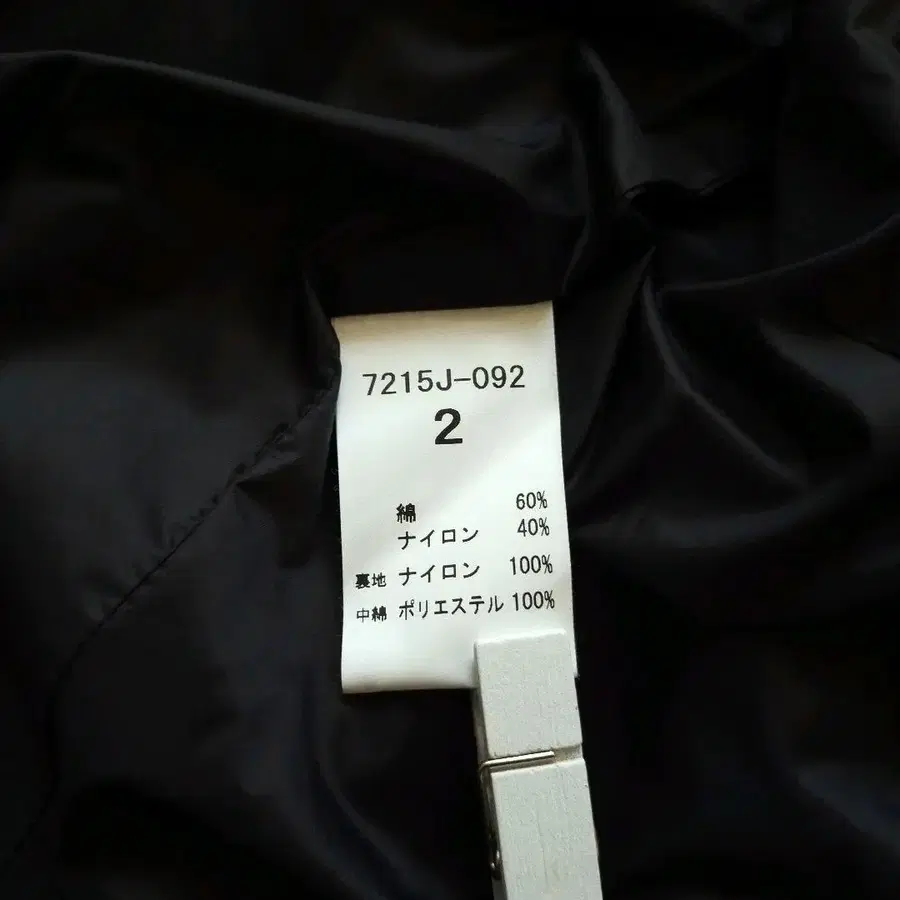 7215J-092
2
綿 60%
ナイロン 40%
裏地 ナイロン 100%
中綿 ポリエステル 100%